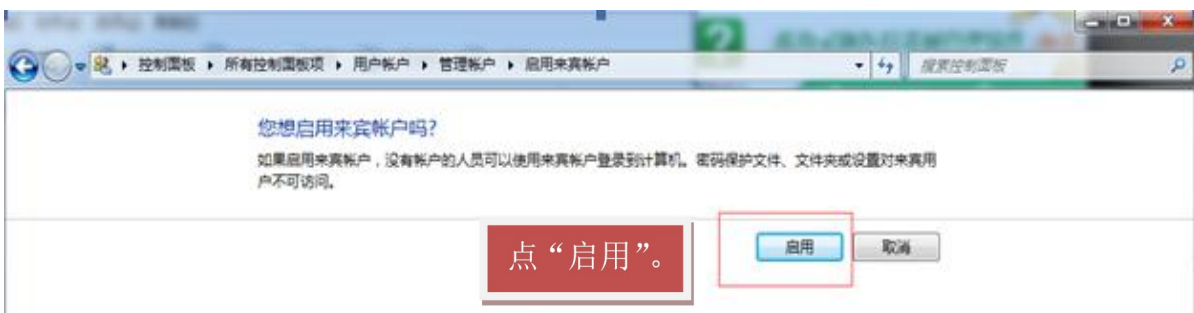 控制面板 ▸ 所有控制面板项 ▸ 用户帐户 ▸ 管理帐户 ▸ 启用来宾帐户
搜索控制面板
您想启用来宾帐户吗?
如果启用来宾帐户，没有帐户的人员可以使用来宾帐户登录到计算机。密码保护文件、文件夹或设置对来宾用
户不可访问。
点“启用”。
启用 取消